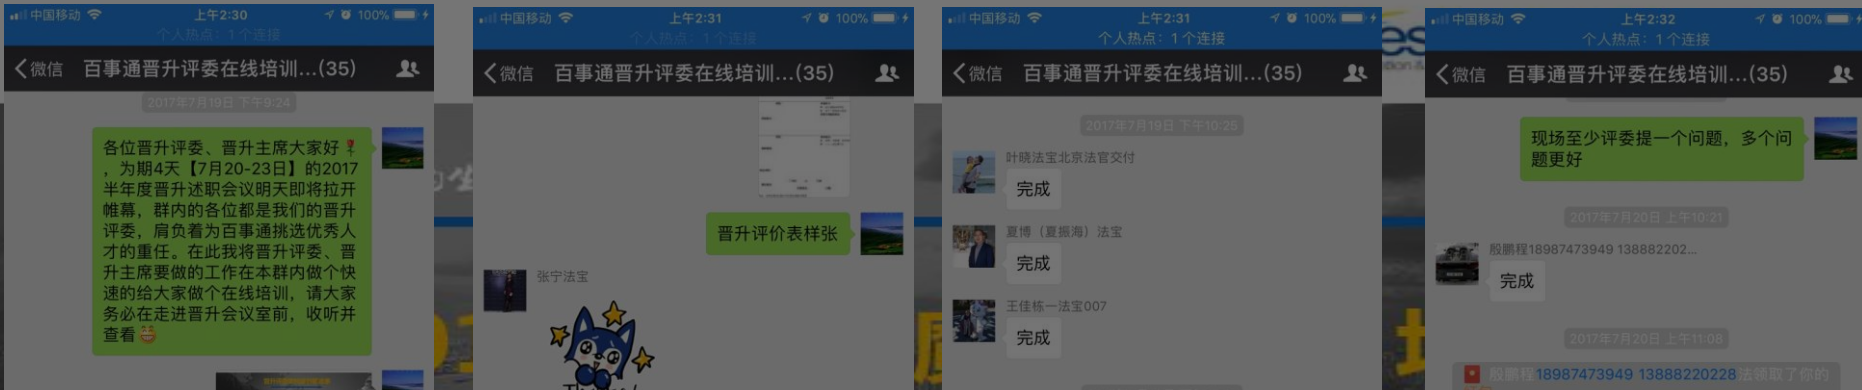 中国移动 上午2:30 100%
个人热点：1个连接
微信 百事通晋升评委在线培训...(35)
2017年7月19日 下午9:24
各位晋升评委、晋升主席大家好
，为期4天【7月20-23日】的2017
半年度晋升述职会议明天即将拉开
帷幕，群内的各位都是我们的晋升
评委，肩负着为百事通挑选优秀人
才的重任。在此我将晋升评委、晋
升主席要做的工作在本群内做个快
速的给大家做个在线培训，请大家
务必在走进晋升会议室前，收听并
查看
中国移动 上午2:31 100%
个人热点：1个连接
微信 百事通晋升评委在线培训...(35)
晋升评价表样张
张宁法宝
中国移动 上午2:31 100%
个人热点：1个连接
微信 百事通晋升评委在线培训...(35)
2017年7月19日 下午10:25
叶晓法宝北京法官交付
完成
夏博（夏振海）法宝
完成
王佳栋一法宝007
完成
中国移动 上午2:32 100%
个人热点：1个连接
微信 百事通晋升评委在线培训...(35)
现场至少评委提一个问题，多个问
题更好
2017年7月20日 上午10:21
殷鹏程18987473949 138882202...
完成
2017年7月20日 上午11:08
殷鹏程18987473949 13888220228法领取了你的